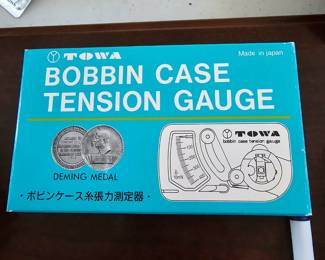 TOWA
Made in Japan
BOBBIN CASE
TENSION GAUGE
DEMING MEDAL
・ボビンケース糸張力測定器・
TOWA
bobbin case tension gauge